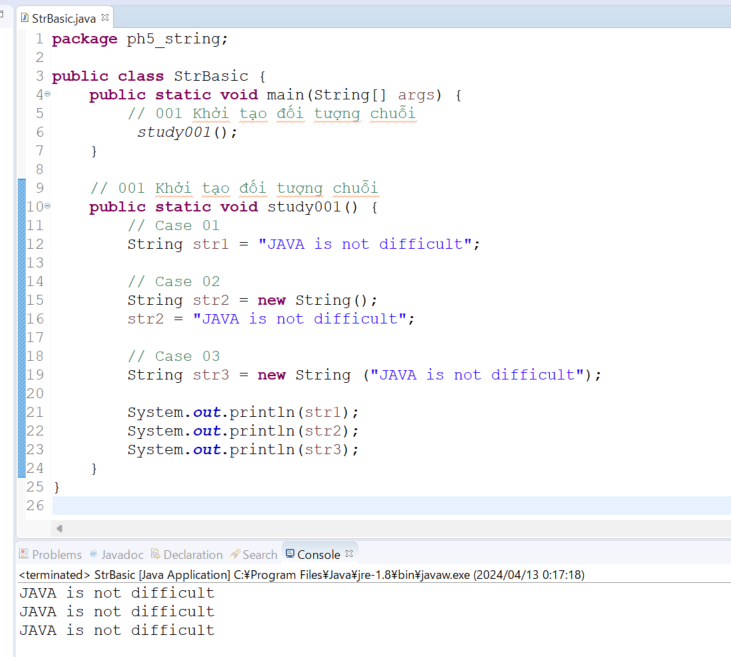 StrBasic.java
1 package ph5_string;
2
3 public class StrBasic {
4 public static void main(String[] args) {
5 // 001 Khởi tạo đối tượng chuỗi
6 study001();
7 }
8
9 // 001 Khởi tạo đối tượng chuỗi
10 public static void study001() {
11 // Case 01
12 String str1 = "JAVA is not difficult";
13
14 // Case 02
15 String str2 = new String();
16 str2 = "JAVA is not difficult";
17
18 // Case 03
19 String str3 = new String ("JAVA is not difficult");
20
21 System.out.println(str1);
22 System.out.println(str2);
23 System.out.println(str3);
24 }
25 }
26
Problems Javadoc Declaration Search Console
<terminated> StrBasic [Java Application] C:¥Program Files¥Java¥jre-1.8¥bin¥javaw.exe (2024/04/13 0:17:18)
JAVA is not difficult
JAVA is not difficult
JAVA is not difficult